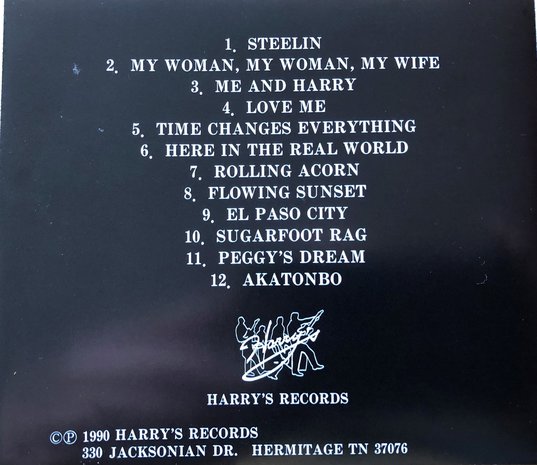 1. STEELIN
2. MY WOMAN, MY WOMAN, MY WIFE
3. ME AND HARRY
4. LOVE ME
5. TIME CHANGES EVERYTHING
6. HERE IN THE REAL WORLD
7. ROLLING ACORN
8. FLOWING SUNSET
9. EL PASO CITY
10. SUGARFOOT RAG
11. PEGGY'S DREAM
12. AKATONBO
Harry's
HARRY'S RECORDS
©℗ 1990 HARRY'S RECORDS
330 JACKSONIAN DR. HERMITAGE TN 37076